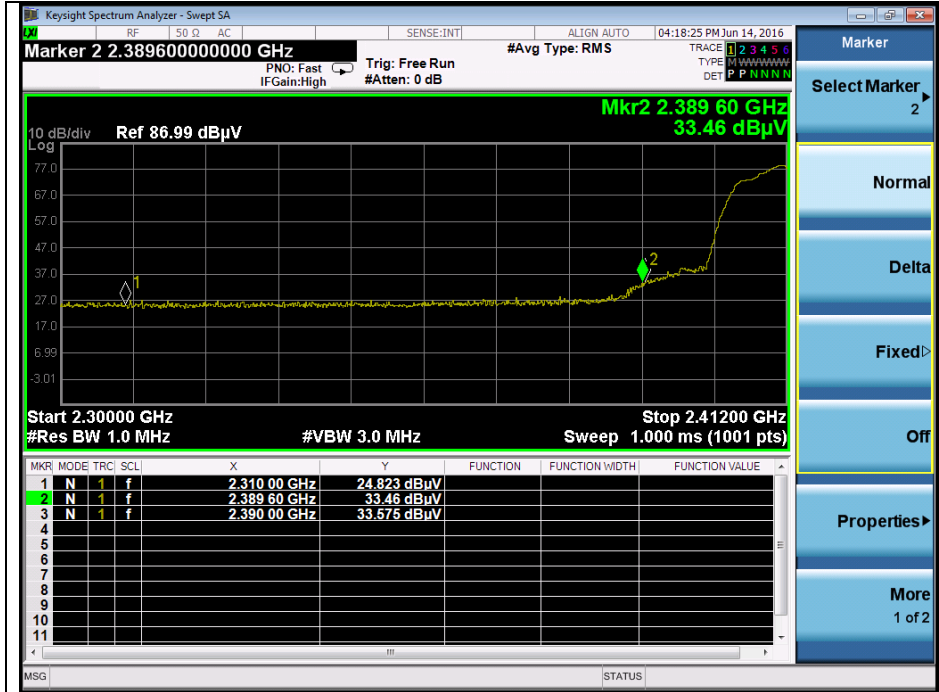 Keysight Spectrum Analyzer - Swept SA
LXI RF 50 Ω AC SENSE:INT ALIGN AUTO 04:18:25 PM Jun 14, 2016
Marker 2 2.389600000000 GHz
#Avg Type: RMS
TRACE 1 2 3 4 5 6
PNO: Fast Trig: Free Run
TYPE M WWWWW
IFGain:High #Atten: 0 dB
DET P P N N N N
Mkr2 2.389 60 GHz
10 dB/div Ref 86.99 dBµV 33.46 dBµV
Log
77.0
67.0
57.0
47.0
37.0
27.0
17.0
6.99
-3.01
1
2
Start 2.30000 GHz Stop 2.41200 GHz
#Res BW 1.0 MHz #VBW 3.0 MHz Sweep 1.000 ms (1001 pts)
MKR MODE TRC SCL X Y FUNCTION FUNCTION WIDTH FUNCTION VALUE
1 N 1 f 2.310 00 GHz 24.823 dBµV
2 N 1 f 2.389 60 GHz 33.46 dBµV
3 N 1 f 2.390 00 GHz 33.575 dBµV
4
5
6
7
8
9
10
11
MSG STATUS
Marker
Select Marker
2
Normal
Delta
Fixed
Off
Properties
More
1 of 2